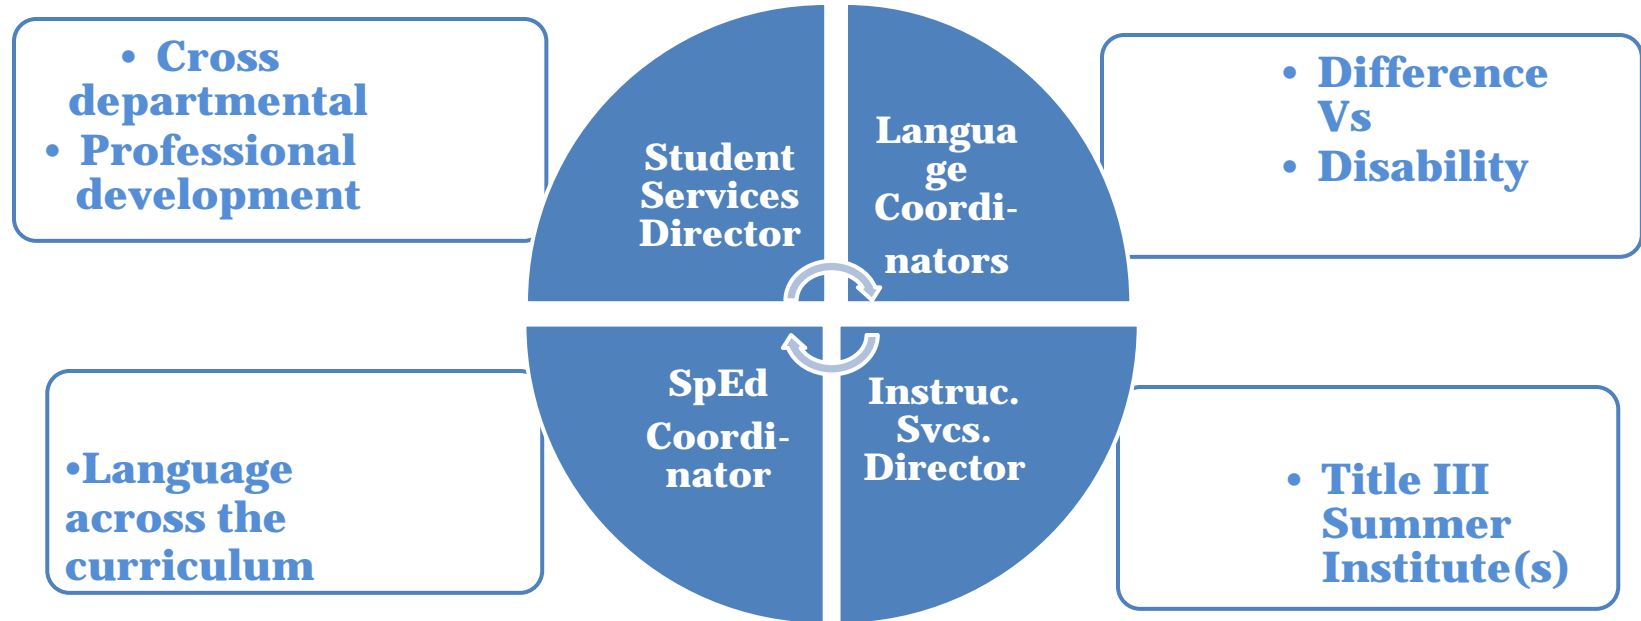 • Cross
departmental
• Professional
development
Student
Services
Director
Langua
ge
Coordi-
nators
• Difference
Vs
• Disability
•Language
across the
curriculum
SpEd
Coordi-
nator
Instruc.
Svcs.
Director
• Title III
Summer
Institute(s)